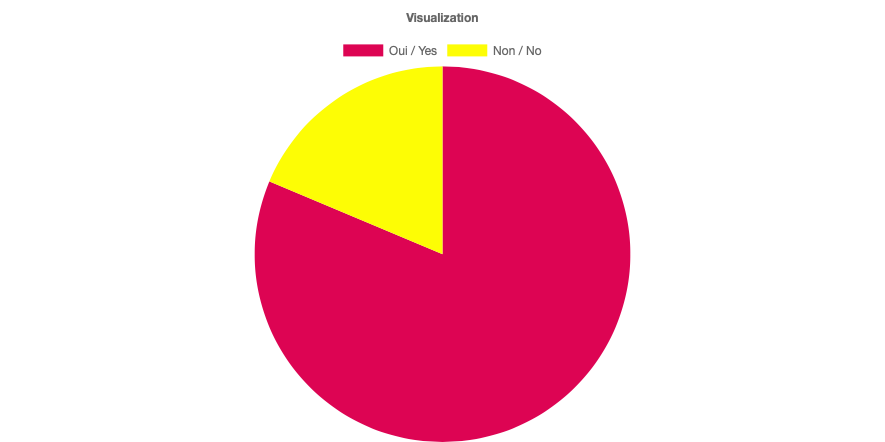 Visualization
Oui / Yes Non / No